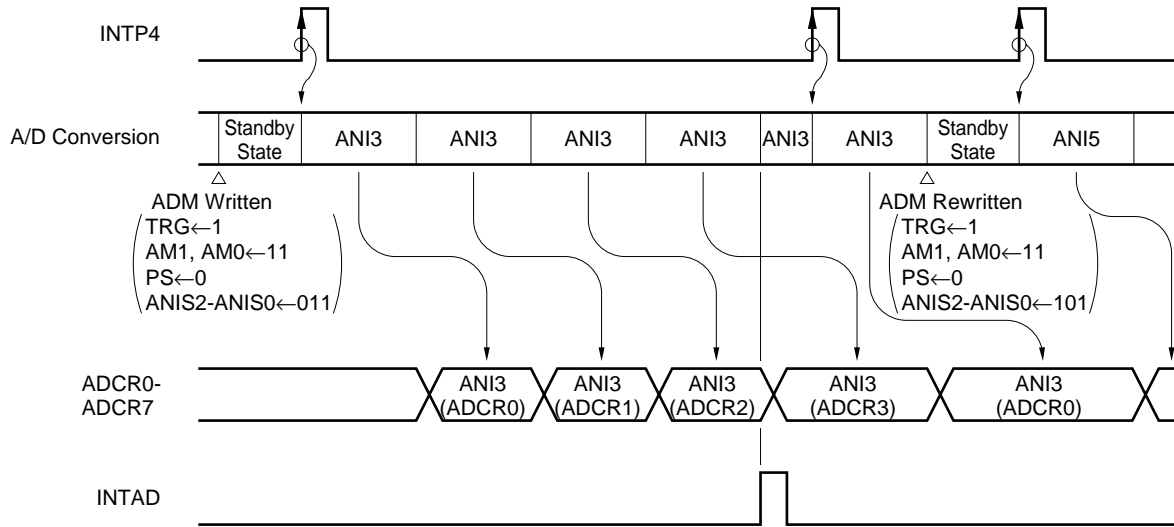 INTP4
A/D Conversion
Standby
State
ANI3
ANI3
ANI3
ANI3
ANI3
ANI3
Standby
State
ANI5
ADM Written
TRG←1
AM1, AM0←11
PS←0
ANIS2-ANIS0←011
ADM Rewritten
TRG←1
AM1, AM0←11
PS←0
ANIS2-ANIS0←101
ADCR0-
ADCR7
ANI3
(ADCR0)
ANI3
(ADCR1)
ANI3
(ADCR2)
ANI3
(ADCR3)
ANI3
(ADCR0)
INTAD